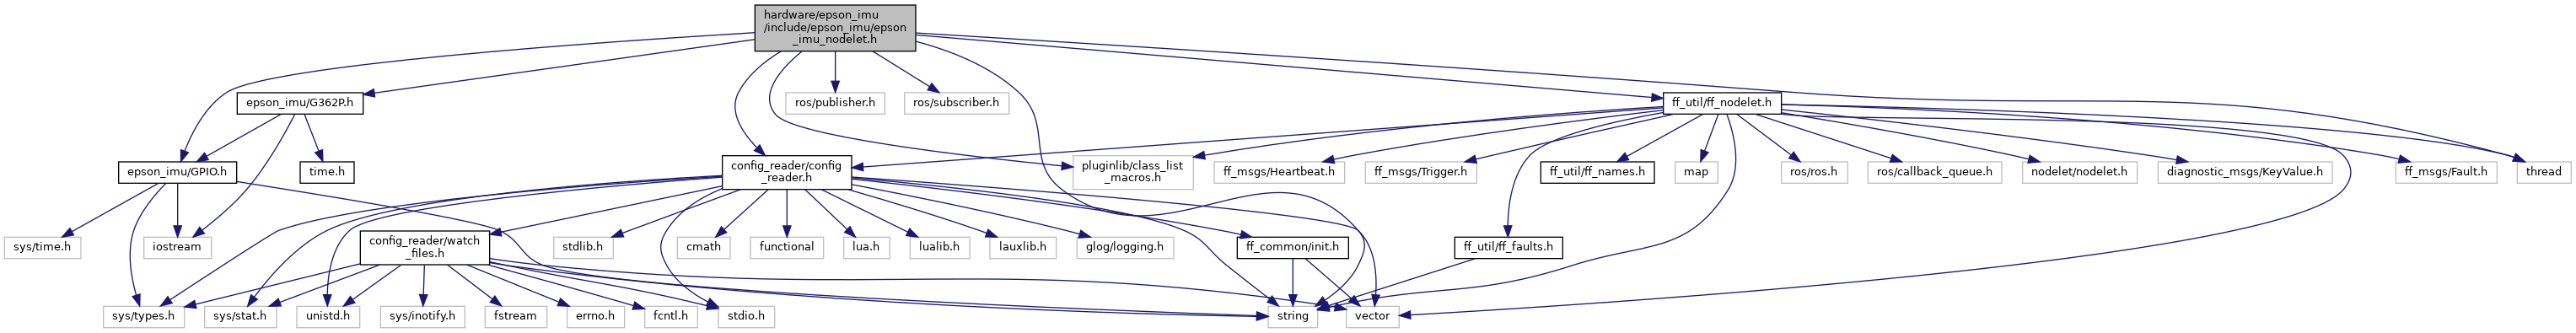 hardware/epson_imu
/include/epson_imu/epson
_imu_nodelet.h
epson_imu/G362P.h
ros/publisher.h
ros/subscriber.h
ff_util/ff_nodelet.h
epson_imu/GPIO.h
time.h
config_reader/config
_reader.h
pluginlib/class_list
_macros.h
ff_msgs/Heartbeat.h
ff_msgs/Trigger.h
ff_util/ff_names.h
map
ros/ros.h
ros/callback_queue.h
nodelet/nodelet.h
diagnostic_msgs/KeyValue.h
ff_msgs/Fault.h
thread
sys/time.h
iostream
config_reader/watch
_files.h
stdlib.h
cmath
functional
lua.h
lualib.h
lauxlib.h
glog/logging.h
ff_common/init.h
ff_util/ff_faults.h
sys/types.h
sys/stat.h
unistd.h
sys/inotify.h
fstream
errno.h
fcntl.h
stdio.h
string
vector